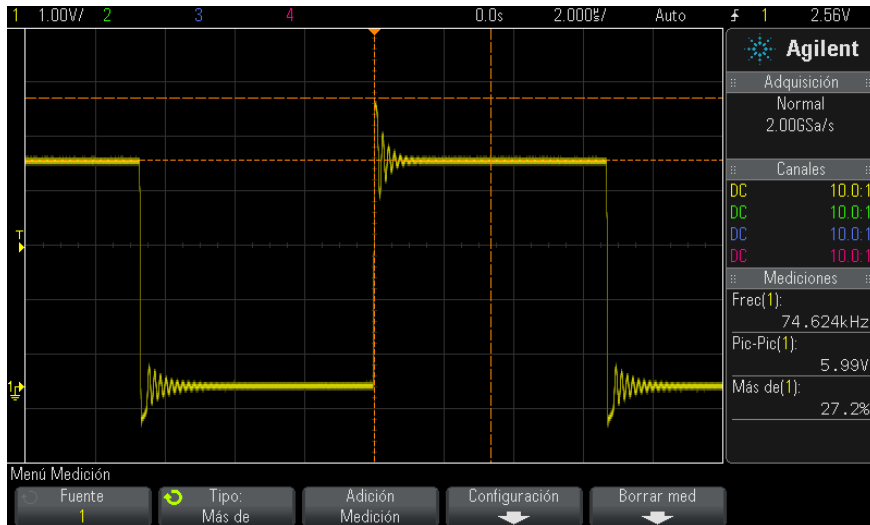 1 1.00V/ 2 3 4 0.0s 2.000µs/ Auto 1 2.56V
Agilent
Adquisición
Normal
2.00GSa/s
Canales
DC 10.0:1
DC 10.0:1
DC 10.0:1
DC 10.0:1
Mediciones
Frec(1):
74.624kHz
Pic-Pic(1):
5.99V
Más de(1):
27.2%
T
1
Menú Medición
Fuente
1
Tipo:
Más de
Adición
Medición
Configuración
Borrar med